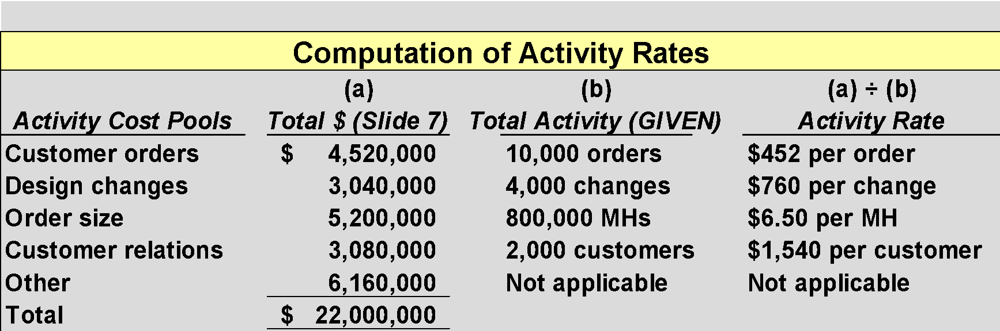 Computation of Activity Rates
(a) (b) (a) ÷ (b)
Activity Cost Pools Total $ (Slide 7) Total Activity (GIVEN) Activity Rate
Customer orders $ 4,520,000 10,000 orders $452 per order
Design changes 3,040,000 4,000 changes $760 per change
Order size 5,200,000 800,000 MHs $6.50 per MH
Customer relations 3,080,000 2,000 customers $1,540 per customer
Other 6,160,000 Not applicable Not applicable
Total $ 22,000,000